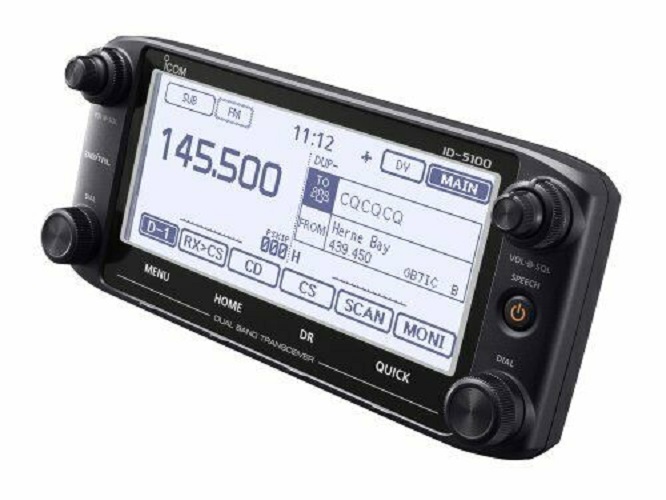 ICOM
ID-5100
SUB
FM
11:12
DUP-
+
DV
MAIN
145.500
TO
CQCQCQ
FROM
Herne Bay
439.450
GB7IC B
D-1
RX>CS
000
H
CD
CS
SCAN
MONI
MENU
HOME
DR
QUICK
DUAL BAND TRANSCEIVER
VOL-⊚-SQL
SPEECH
DIAL